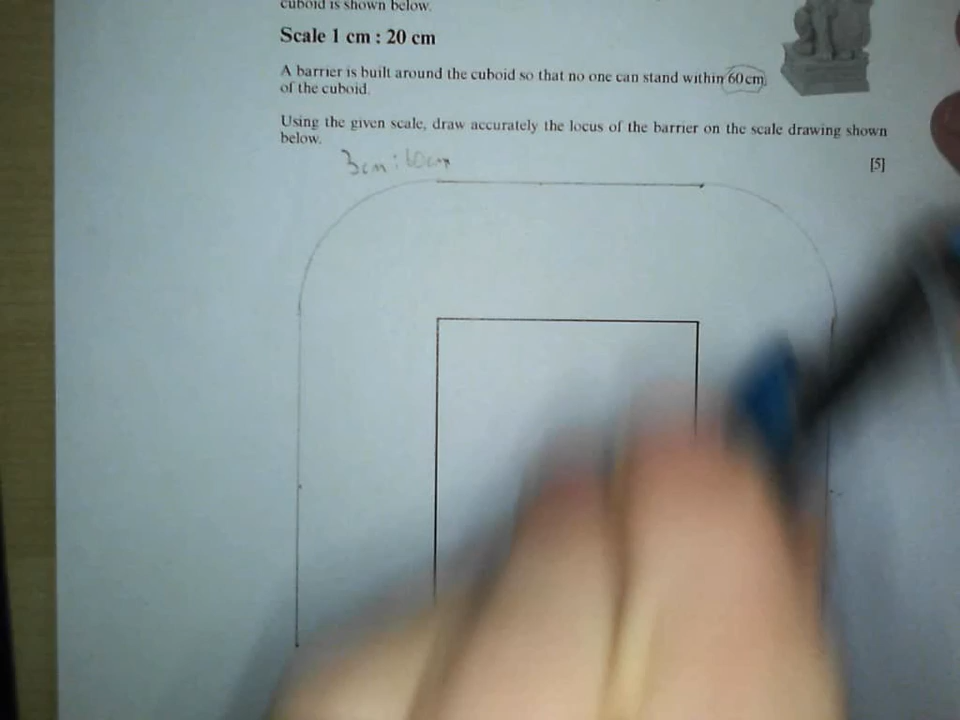 cuboid is shown below.
Scale 1 cm : 20 cm
A barrier is built around the cuboid so that no one can stand within 60 cm
of the cuboid.
Using the given scale, draw accurately the locus of the barrier on the scale drawing shown
below.
3cm : 60cm
[5]